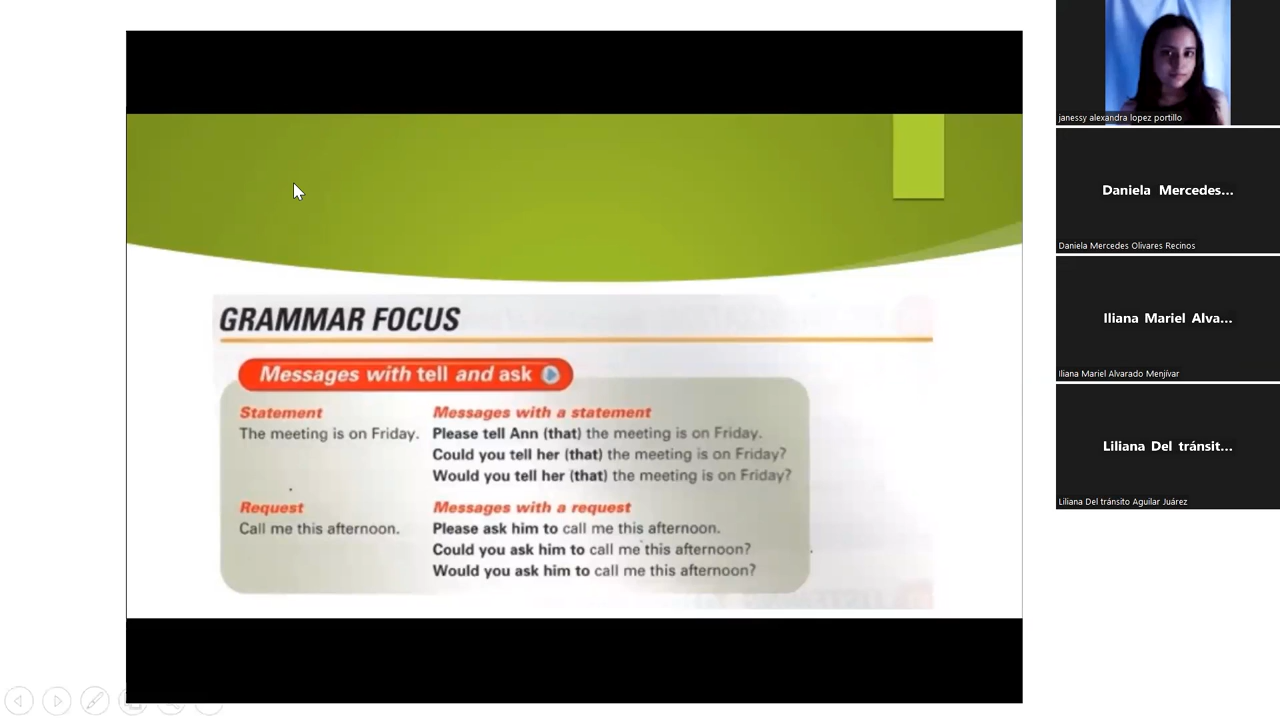 GRAMMAR FOCUS
Messages with tell and ask
Statement
The meeting is on Friday.
Messages with a statement
Please tell Ann (that) the meeting is on Friday.
Could you tell her (that) the meeting is on Friday?
Would you tell her (that) the meeting is on Friday?
Request
Call me this afternoon.
Messages with a request
Please ask him to call me this afternoon.
Could you ask him to call me this afternoon?
Would you ask him to call me this afternoon?
janessy alexandra lopez portillo
Daniela Mercedes...
Daniela Mercedes Olivares Recinos
Iliana Mariel Alva...
Iliana Mariel Alvarado Menjívar
Liliana Del tránsit...
Liliana Del tránsito Aguilar Juárez